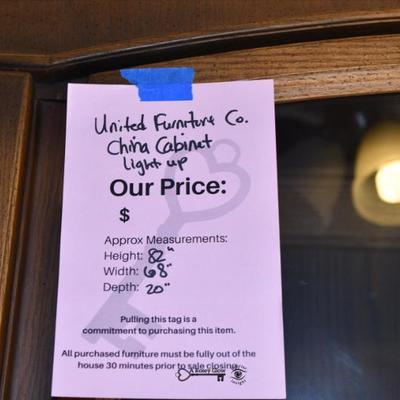 United Furniture Co.
China Cabinet
light up
Our Price:
$
Approx Measurements:
Height: 82"
Width: 68"
Depth: 20"
Pulling this tag is a
commitment to purchasing this item.
All purchased furniture must be fully out of the
house 30 minutes prior to sale closing.